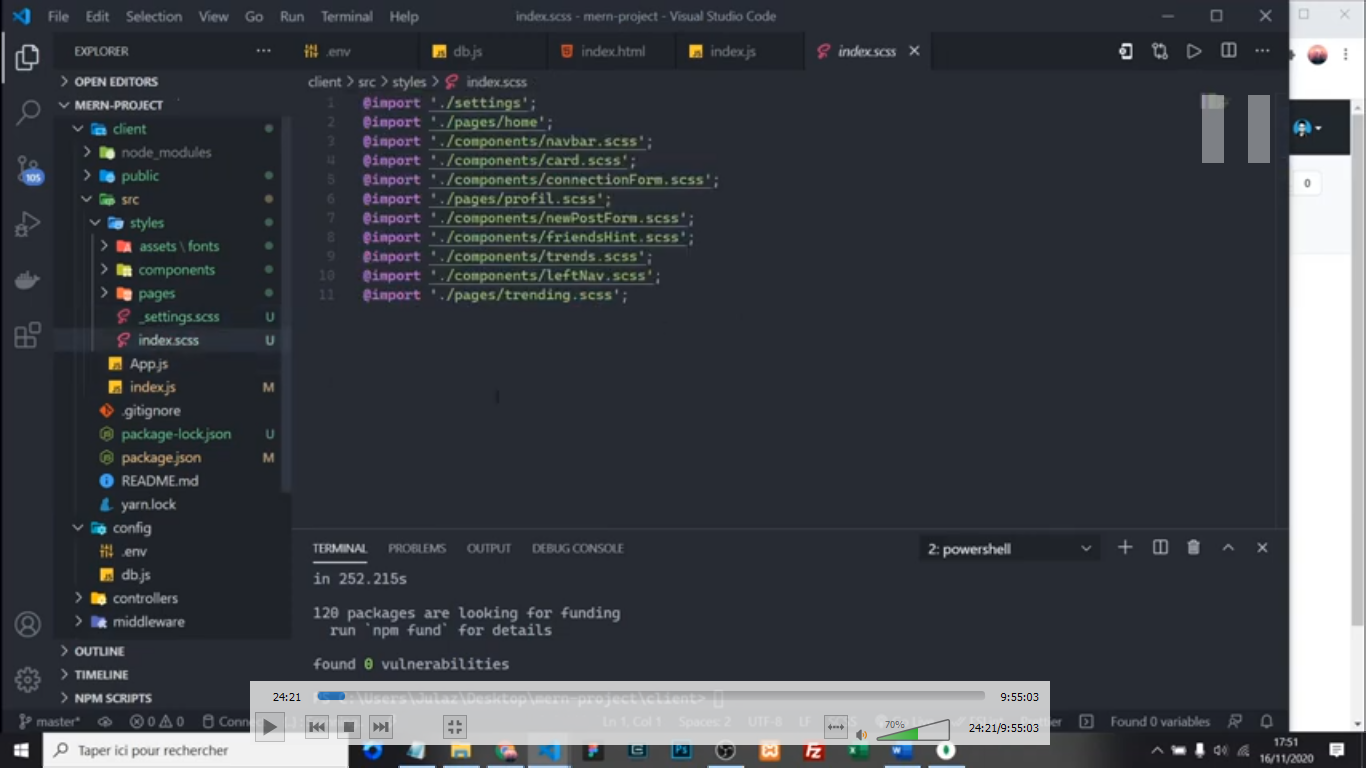 File Edit Selection View Go Run Terminal Help index.scss - mern-project - Visual Studio Code
EXPLORER
.env db.js index.html index.js index.scss
OPEN EDITORS
MERN-PROJECT
client
node_modules
public
src
styles
assets \ fonts
components
pages
_settings.scss U
index.scss U
App.js
index.js M
.gitignore
package-lock.json U
package.json M
README.md
yarn.lock
config
.env
db.js
controllers
middleware
OUTLINE
TIMELINE
NPM SCRIPTS
105
client > src > styles > index.scss
1 @import './settings';
2 @import './pages/home';
3 @import './components/navbar.scss';
4 @import './components/card.scss';
5 @import './components/connectionForm.scss';
6 @import './pages/profil.scss';
7 @import './components/newPostForm.scss';
8 @import './components/friendsHint.scss';
9 @import './components/trends.scss';
10 @import './components/leftNav.scss';
11 @import './pages/trending.scss';
0
TERMINAL PROBLEMS OUTPUT DEBUG CONSOLE 2: powershell
in 252.215s
120 packages are looking for funding
run `npm fund` for details
found 0 vulnerabilities
:\Users\Julaz\Desktop\mern-project\client>
24:21 9:55:03
70% 24:21/9:55:03
master* 0 0 Ln 1, Col 1 Spaces: 2 UTF-8 LF Found 0 variables
Taper ici pour rechercher
17:51
16/11/2020